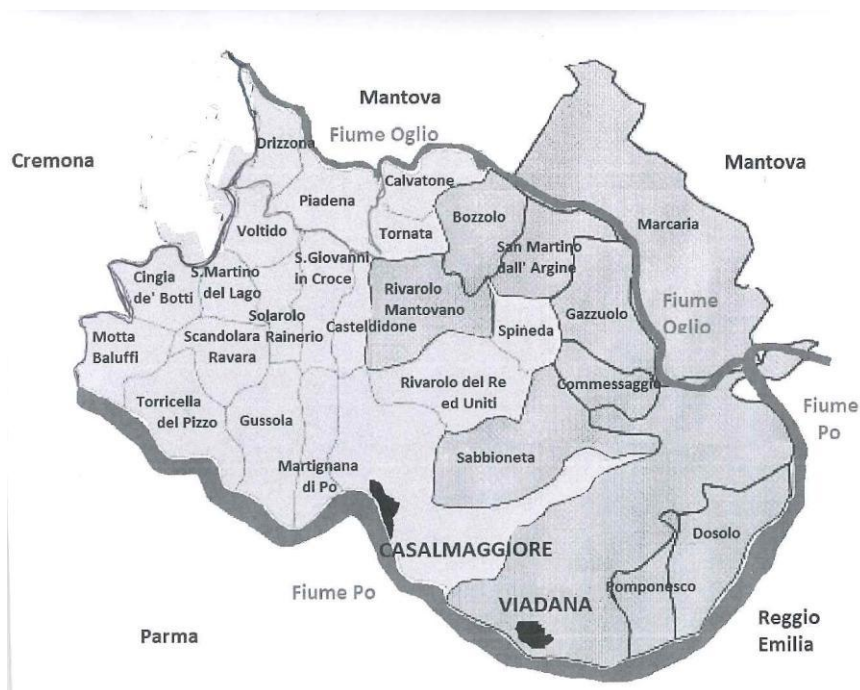 Mantova
Fiume Oglio
Cremona
Mantova
Drizzona
Calvatone
Piadena
Bozzolo
Marcaria
Voltido
Tornata
San Martino
dall' Argine
S.Giovanni
in Croce
Cingia
de' Botti
S.Martino
del Lago
Rivarolo
Mantovano
Fiume
Oglio
Gazzuolo
Solarolo
Rainerio
Casteldidone
Spineda
Motta
Baluffi
Scandolara
Ravara
Rivarolo del Re
ed Uniti
Commessaggio
Torricella
del Pizzo
Gussola
Fiume
Po
Sabbioneta
Martignana
di Po
Dosolo
CASALMAGGIORE
Fiume Po
Pomponesco
VIADANA
Parma
Reggio
Emilia